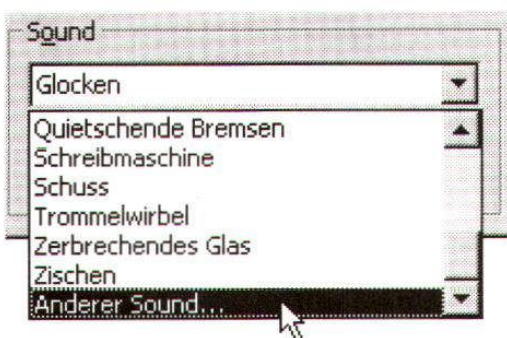 Sound
Glocken
Quietschende Bremsen
Schreibmaschine
Schuss
Trommelwirbel
Zerbrechendes Glas
Zischen
Anderer Sound...